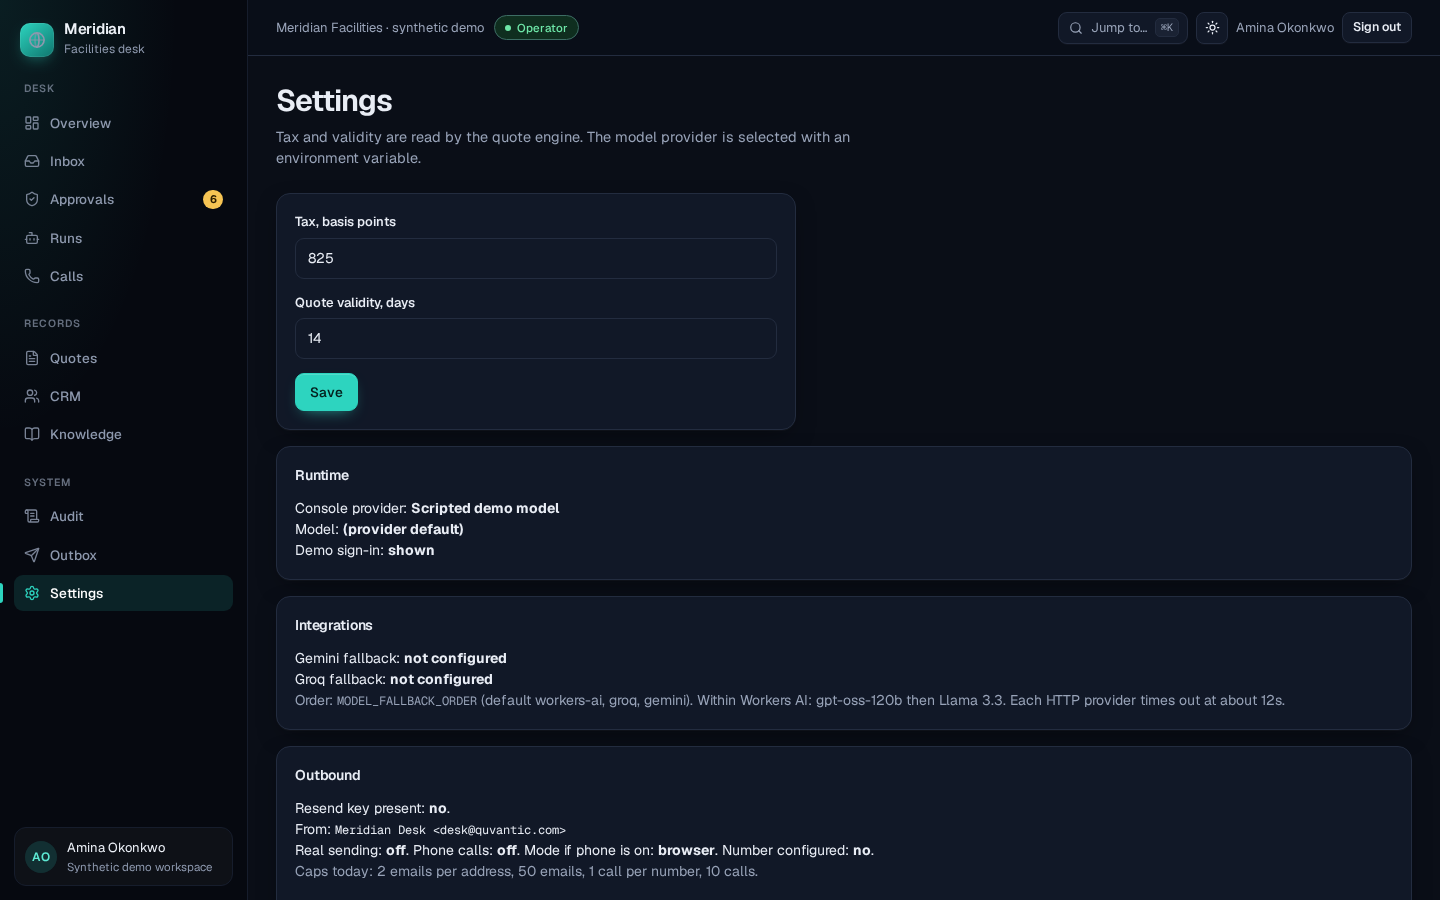 Meridian
Facilities desk
DESK
Overview
Inbox
Approvals 6
Runs
Calls
RECORDS
Quotes
CRM
Knowledge
SYSTEM
Audit
Outbox
Settings
AO
Amina Okonkwo
Synthetic demo workspace
Meridian Facilities · synthetic demo Operator Jump to... ⌘K Amina Okonkwo Sign out
Settings
Tax and validity are read by the quote engine. The model provider is selected with an
environment variable.
Tax, basis points
825
Quote validity, days
14
Save
Runtime
Console provider: Scripted demo model
Model: (provider default)
Demo sign-in: shown
Integrations
Gemini fallback: not configured
Groq fallback: not configured
Order: MODEL_FALLBACK_ORDER (default workers-ai, groq, gemini). Within Workers AI: gpt-oss-120b then Llama 3.3. Each HTTP provider times out at about 12s.
Outbound
Resend key present: no.
From: Meridian Desk <desk@quvantic.com>
Real sending: off. Phone calls: off. Mode if phone is on: browser. Number configured: no.
Caps today: 2 emails per address, 50 emails, 1 call per number, 10 calls.